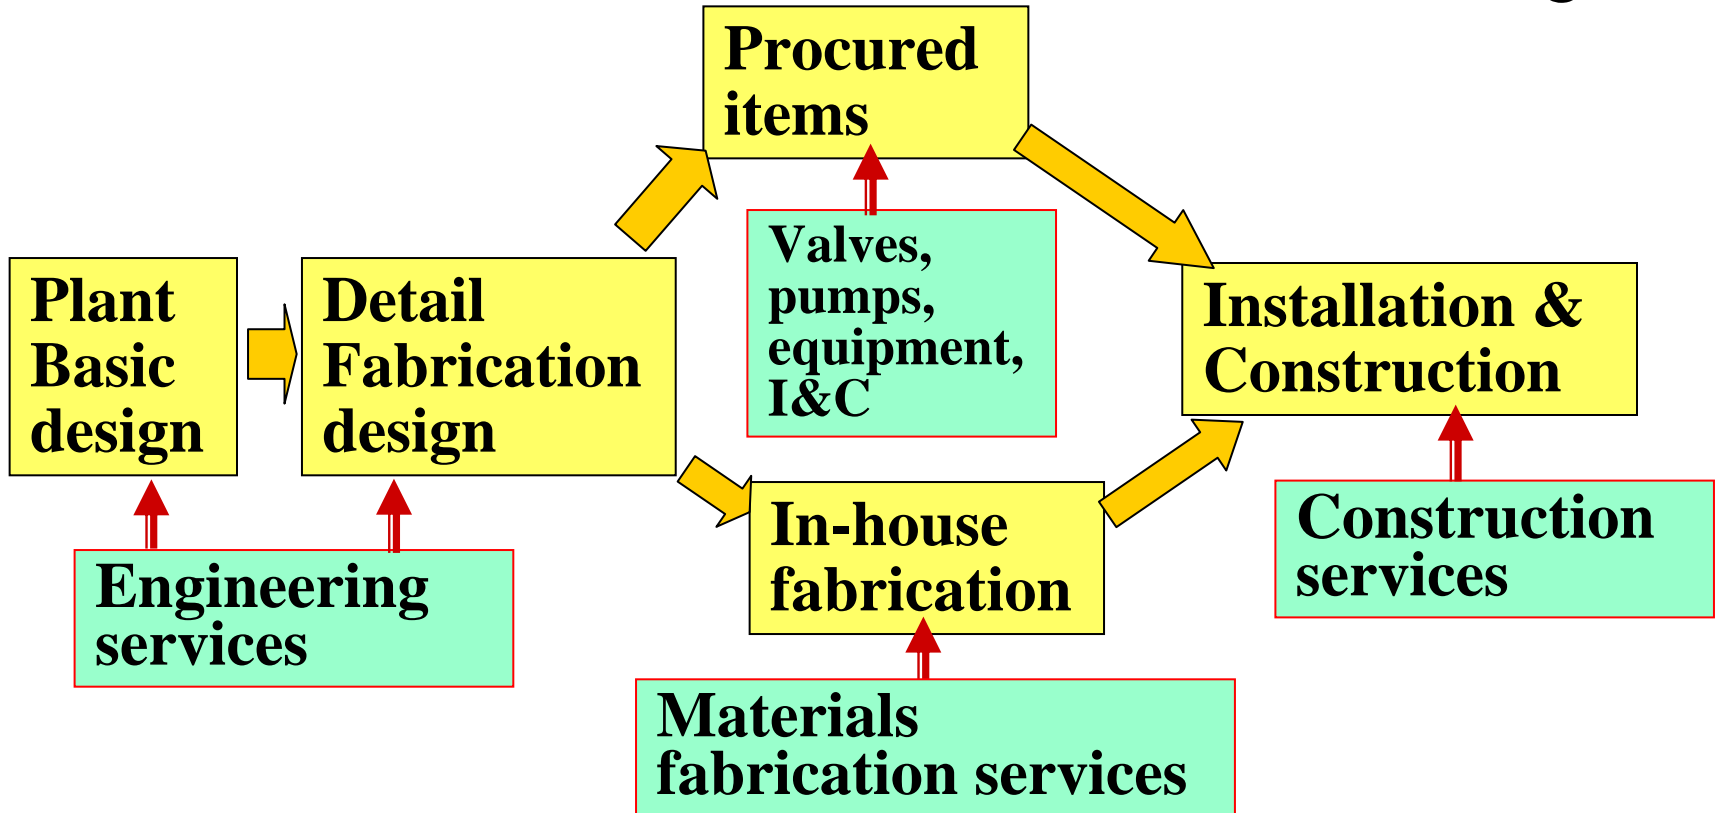 Procured
items
Valves,
pumps,
equipment,
I&C
Plant
Basic
design
Detail
Fabrication
design
Installation &
Construction
In-house
fabrication
Construction
services
Engineering
services
Materials
fabrication services